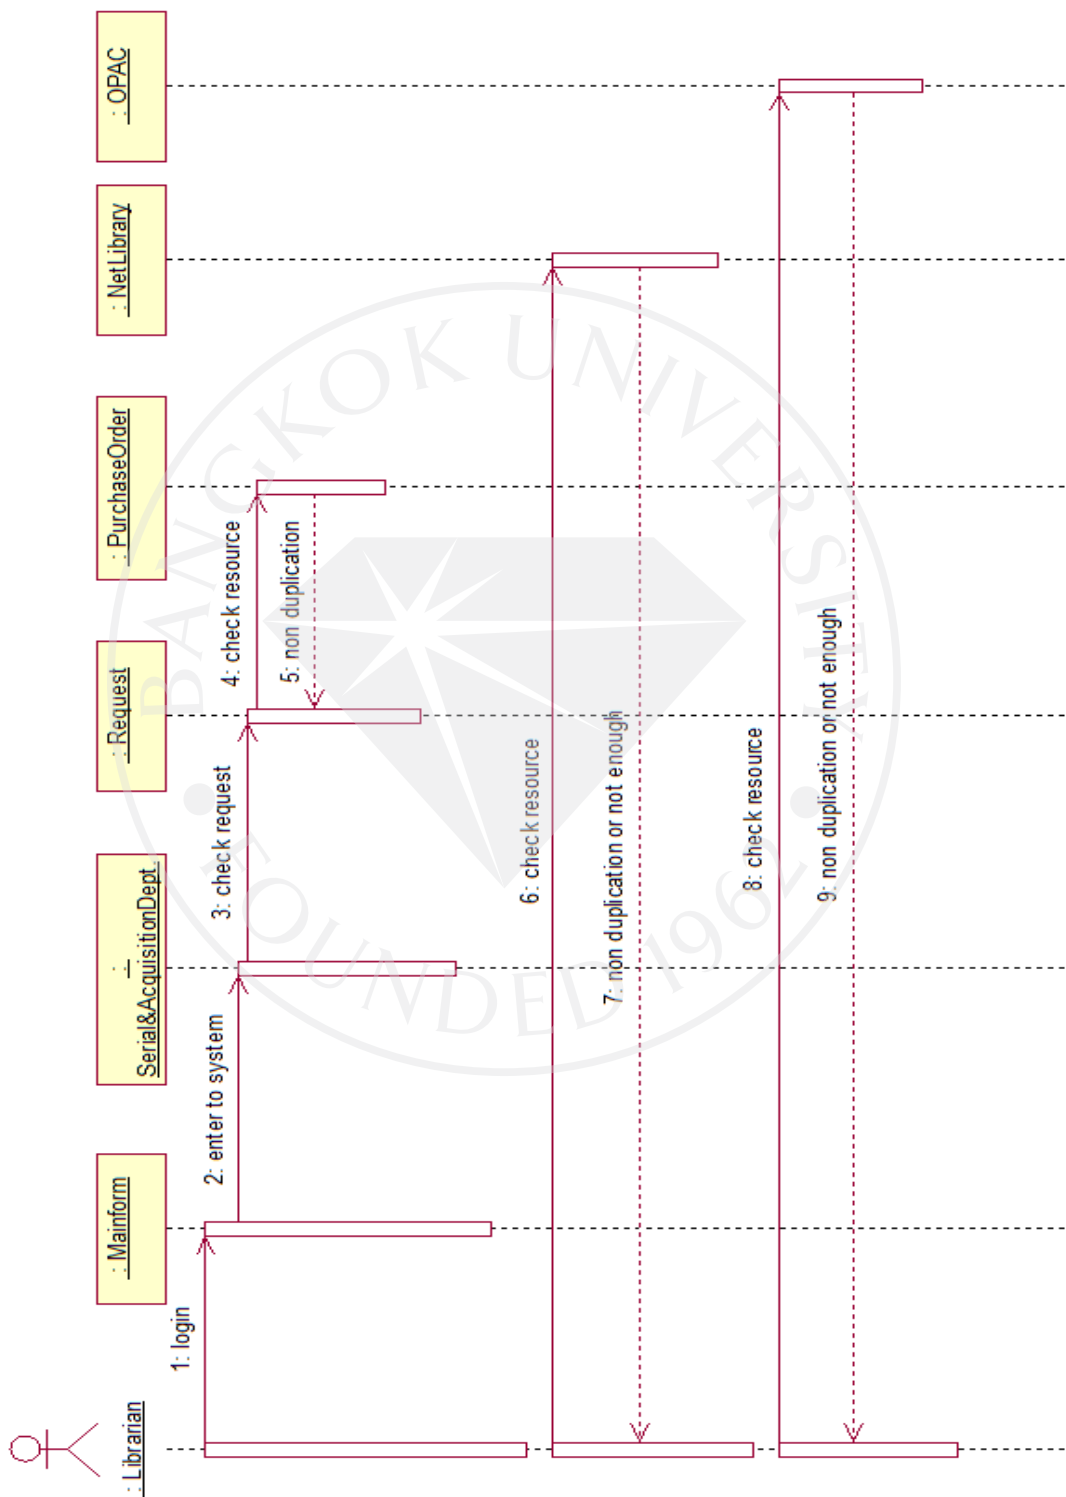 : Librarian
: Mainform
:
Serial&AcquisitionDept.
: Request
: PurchaseOrder
: NetLibrary
: OPAC
1: login
2: enter to system
3: check request
4: check resource
5: non duplication
6: check resource
7: non duplication or not enough
8: check resource
9: non duplication or not enough
BANGKOK UNIVERSITY
FOUNDED 1962